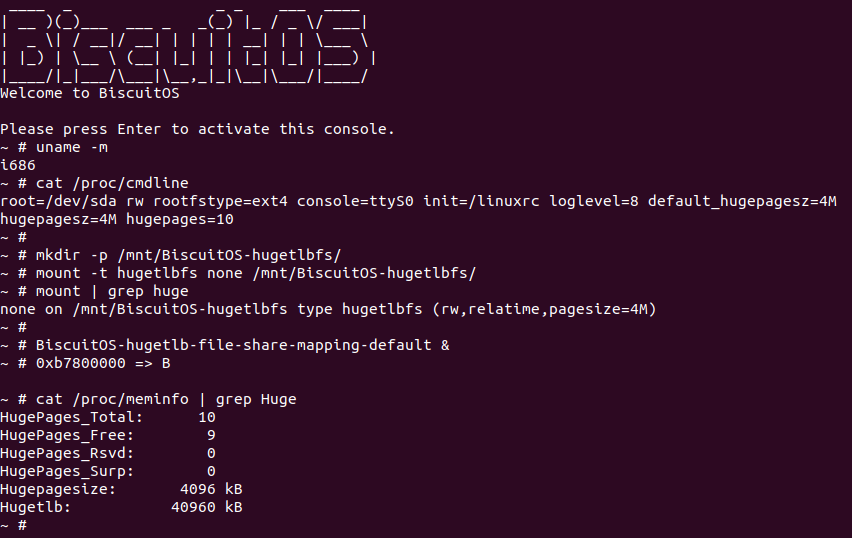 ____  _                _ _    ___  ____
| __ )(_)___  ___ _   _(_) |_ / _ \/ ___|
|  _ \| / __|/ __| | | | | __| | | \___ \
| |_) | \__ \ (__| |_| | | |_| |_| |___) |
|____/|_|___/\___|\__,_|_|\__|\___/|____/
Welcome to BiscuitOS
Please press Enter to activate this console.
~ # uname -m
i686
~ # cat /proc/cmdline
root=/dev/sda rw rootfstype=ext4 console=ttyS0 init=/linuxrc loglevel=8 default_hugepagesz=4M
hugepagesz=4M hugepages=10
~ #
~ # mkdir -p /mnt/BiscuitOS-hugetlbfs/
~ # mount -t hugetlbfs none /mnt/BiscuitOS-hugetlbfs/
~ # mount | grep huge
none on /mnt/BiscuitOS-hugetlbfs type hugetlbfs (rw,relatime,pagesize=4M)
~ #
~ # BiscuitOS-hugetlb-file-share-mapping-default &
~ # 0xb7800000 => B
~ # cat /proc/meminfo | grep Huge
HugePages_Total:      10
HugePages_Free:        9
HugePages_Rsvd:        0
HugePages_Surp:        0
Hugepagesize:       4096 kB
Hugetlb:           40960 kB
~ #